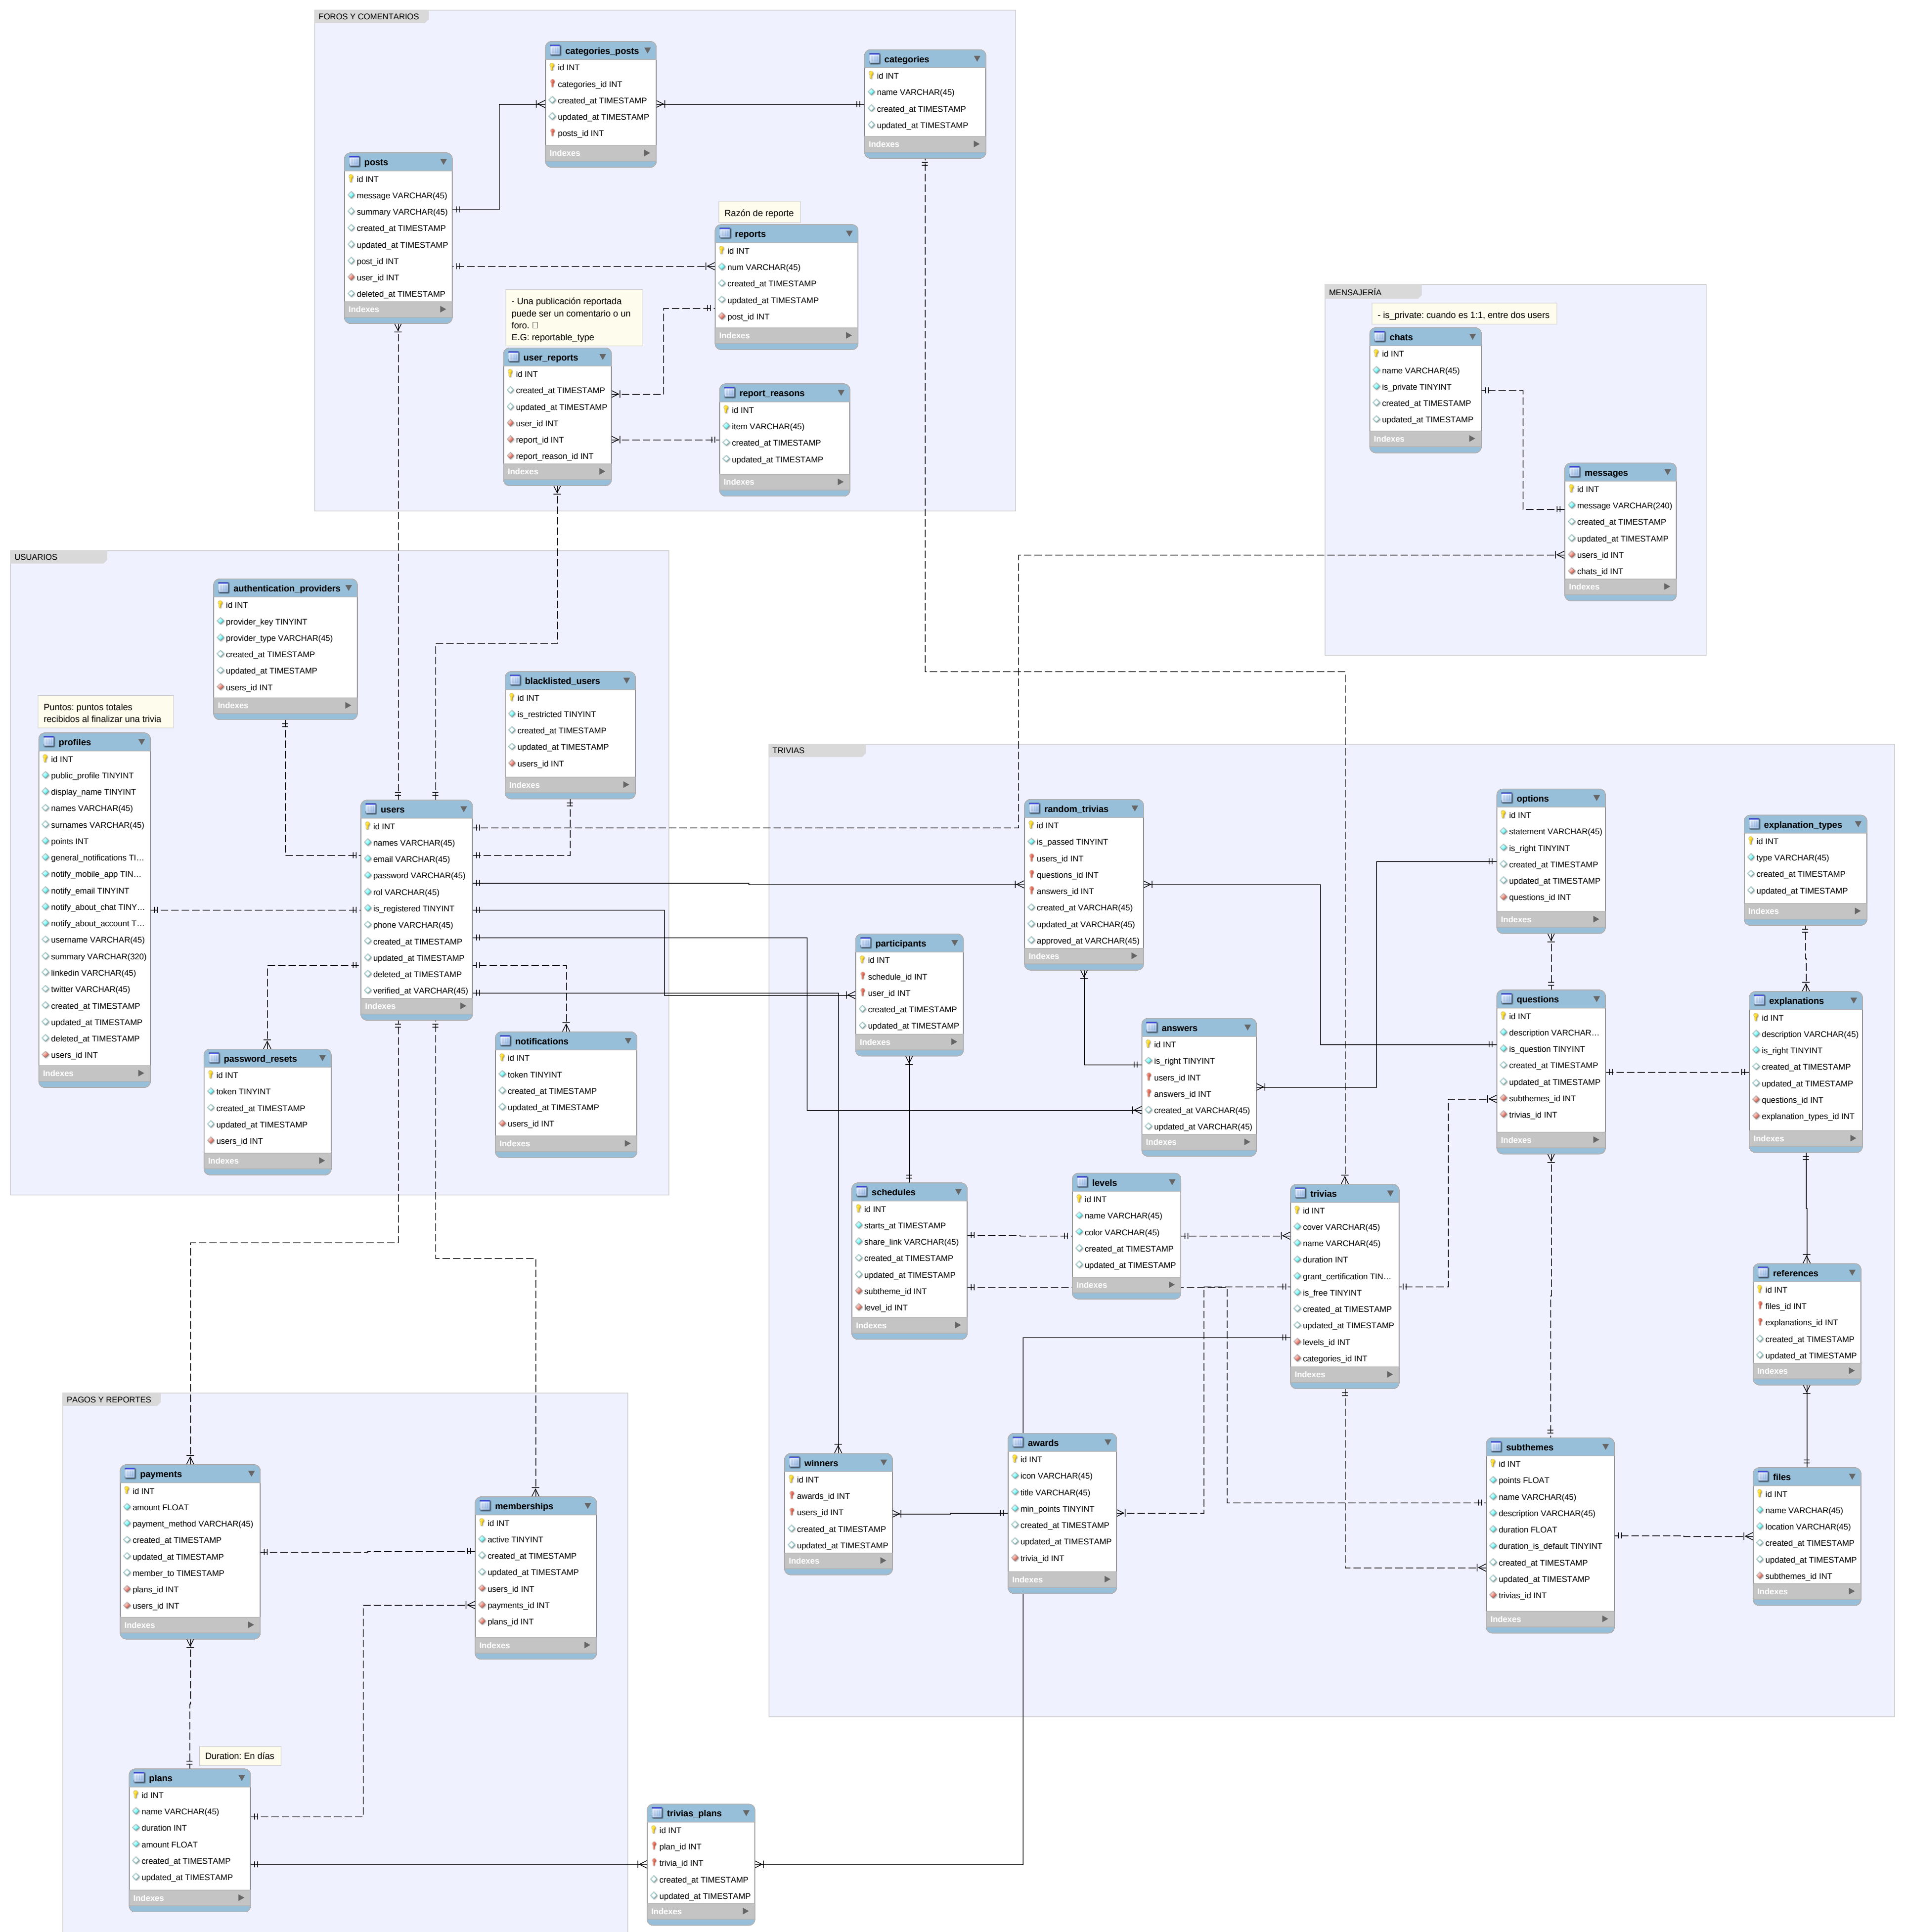 FOROS Y COMENTARIOS
categories_posts
id INT
categories_id INT
created_at TIMESTAMP
updated_at TIMESTAMP
posts_id INT
Indexes
categories
id INT
name VARCHAR(45)
created_at TIMESTAMP
updated_at TIMESTAMP
Indexes
posts
id INT
message VARCHAR(45)
summary VARCHAR(45)
created_at TIMESTAMP
updated_at TIMESTAMP
post_id INT
user_id INT
deleted_at TIMESTAMP
Indexes
Razón de reporte
reports
id INT
num VARCHAR(45)
created_at TIMESTAMP
updated_at TIMESTAMP
post_id INT
Indexes
- Una publicación reportada
puede ser un comentario o un
foro.
E.G: reportable_type
user_reports
id INT
created_at TIMESTAMP
updated_at TIMESTAMP
user_id INT
report_id INT
report_reason_id INT
Indexes
report_reasons
id INT
item VARCHAR(45)
created_at TIMESTAMP
updated_at TIMESTAMP
Indexes
MENSAJERÍA
- is_private: cuando es 1:1, entre dos users
chats
id INT
name VARCHAR(45)
is_private TINYINT
created_at TIMESTAMP
updated_at TIMESTAMP
Indexes
messages
id INT
message VARCHAR(240)
created_at TIMESTAMP
updated_at TIMESTAMP
users_id INT
chats_id INT
Indexes
USUARIOS
authentication_providers
id INT
provider_key TINYINT
provider_type VARCHAR(45)
created_at TIMESTAMP
updated_at TIMESTAMP
users_id INT
Indexes
blacklisted_users
id INT
is_restricted TINYINT
created_at TIMESTAMP
updated_at TIMESTAMP
users_id INT
Indexes
Puntos: puntos totales
recibidos al finalizar una trivia
profiles
id INT
public_profile TINYINT
display_name TINYINT
names VARCHAR(45)
surnames VARCHAR(45)
points INT
general_notifications TI...
notify_mobile_app TIN...
notify_email TINYINT
notify_about_chat TINY...
notify_about_account T...
username VARCHAR(45)
summary VARCHAR(320)
linkedin VARCHAR(45)
twitter VARCHAR(45)
created_at TIMESTAMP
updated_at TIMESTAMP
deleted_at TIMESTAMP
users_id INT
Indexes
users
id INT
names VARCHAR(45)
email VARCHAR(45)
password VARCHAR(45)
rol VARCHAR(45)
is_registered TINYINT
phone VARCHAR(45)
created_at TIMESTAMP
updated_at TIMESTAMP
deleted_at TIMESTAMP
verified_at VARCHAR(45)
Indexes
password_resets
id INT
token TINYINT
created_at TIMESTAMP
updated_at TIMESTAMP
users_id INT
Indexes
notifications
id INT
token TINYINT
created_at TIMESTAMP
updated_at TIMESTAMP
users_id INT
Indexes
TRIVIAS
random_trivias
id INT
is_passed TINYINT
users_id INT
questions_id INT
answers_id INT
created_at VARCHAR(45)
updated_at VARCHAR(45)
approved_at VARCHAR(45)
Indexes
options
id INT
statement VARCHAR(45)
is_right TINYINT
created_at TIMESTAMP
updated_at TIMESTAMP
questions_id INT
Indexes
explanation_types
id INT
type VARCHAR(45)
created_at TIMESTAMP
updated_at TIMESTAMP
Indexes
participants
id INT
schedule_id INT
user_id INT
created_at TIMESTAMP
updated_at TIMESTAMP
Indexes
answers
id INT
is_right TINYINT
users_id INT
answers_id INT
created_at VARCHAR(45)
updated_at VARCHAR(45)
Indexes
questions
id INT
description VARCHAR...
is_question TINYINT
created_at TIMESTAMP
updated_at TIMESTAMP
subthemes_id INT
trivias_id INT
Indexes
explanations
id INT
description VARCHAR(45)
is_right TINYINT
created_at TIMESTAMP
updated_at TIMESTAMP
questions_id INT
explanation_types_id INT
Indexes
schedules
id INT
starts_at TIMESTAMP
share_link VARCHAR(45)
created_at TIMESTAMP
updated_at TIMESTAMP
subtheme_id INT
level_id INT
Indexes
levels
id INT
name VARCHAR(45)
color VARCHAR(45)
created_at TIMESTAMP
updated_at TIMESTAMP
Indexes
trivias
id INT
cover VARCHAR(45)
name VARCHAR(45)
duration INT
grant_certification TIN...
is_free TINYINT
created_at TIMESTAMP
updated_at TIMESTAMP
levels_id INT
categories_id INT
Indexes
references
id INT
files_id INT
explanations_id INT
created_at TIMESTAMP
updated_at TIMESTAMP
Indexes
winners
id INT
awards_id INT
users_id INT
created_at TIMESTAMP
updated_at TIMESTAMP
Indexes
awards
id INT
icon VARCHAR(45)
title VARCHAR(45)
min_points TINYINT
created_at TIMESTAMP
updated_at TIMESTAMP
trivia_id INT
Indexes
subthemes
id INT
points FLOAT
name VARCHAR(45)
description VARCHAR(45)
duration FLOAT
duration_is_default TINYINT
created_at TIMESTAMP
updated_at TIMESTAMP
trivias_id INT
Indexes
files
id INT
name VARCHAR(45)
location VARCHAR(45)
created_at TIMESTAMP
updated_at TIMESTAMP
subthemes_id INT
Indexes
PAGOS Y REPORTES
payments
id INT
amount FLOAT
payment_method VARCHAR(45)
created_at TIMESTAMP
updated_at TIMESTAMP
member_to TIMESTAMP
plans_id INT
users_id INT
Indexes
memberships
id INT
active TINYINT
created_at TIMESTAMP
updated_at TIMESTAMP
users_id INT
payments_id INT
plans_id INT
Indexes
Duration: En días
plans
id INT
name VARCHAR(45)
duration INT
amount FLOAT
created_at TIMESTAMP
updated_at TIMESTAMP
Indexes
trivias_plans
id INT
plan_id INT
trivia_id INT
created_at TIMESTAMP
updated_at TIMESTAMP
Indexes